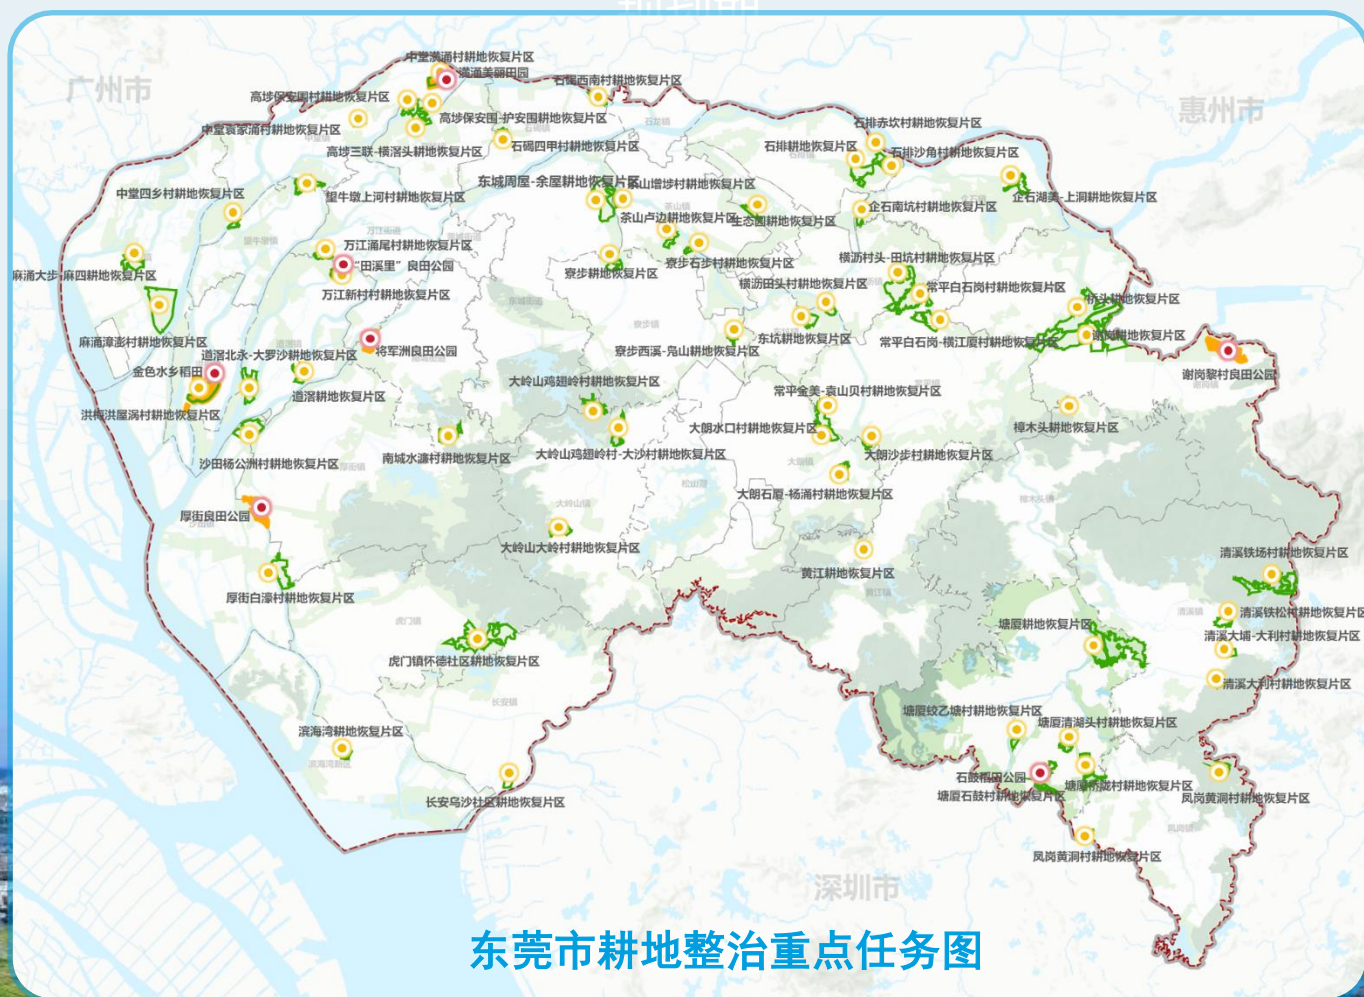 中堂潢涌村耕地恢复片区
潢涌美丽田园
广州市
石碣西南村耕地恢复片区
高埗保安围村耕地恢复片区
惠州市
高埗保安围-护安围耕地恢复片区
中堂袁家涌村耕地恢复片区
石排赤坎村耕地恢复片区
石碣四甲村耕地恢复片区
石排耕地恢复片区
高埗三联-横滘头耕地恢复片区
石排沙角村耕地恢复片区
东城周屋-余屋耕地恢复片区
茶山增埗村耕地恢复片区
中堂四乡村耕地恢复片区
望牛墩上河村耕地恢复片区
企石湖美-上洞耕地恢复片区
企石南坑村耕地恢复片区
茶山卢边耕地恢复片区
生态园耕地恢复片区
万江涌尾村耕地恢复片区
横沥村头-田坑村耕地恢复片区
寮步石步村耕地恢复片区
“田溪里”良田公园
寮步耕地恢复片区
麻涌大步-麻四耕地恢复片区
横沥田头村耕地恢复片区
常平白石岗村耕地恢复片区
万江新村村耕地恢复片区
桥头耕地恢复片区
谢岗耕地恢复片区
东坑耕地恢复片区
麻涌漳澎村耕地恢复片区
常平白石岗-横江厦村耕地恢复片区
寮步西溪-凫山耕地恢复片区
将军洲良田公园
道滘北永-大罗沙耕地恢复片区
金色水乡稻田
谢岗黎村良田公园
大岭山鸡翅岭村耕地恢复片区
常平金美-袁山贝村耕地恢复片区
道滘耕地恢复片区
洪梅洪屋涡村耕地恢复片区
大朗水口村耕地恢复片区
樟木头耕地恢复片区
大岭山鸡翅岭村-大沙村耕地恢复片区
大朗沙步村耕地恢复片区
南城水濂村耕地恢复片区
沙田杨公洲村耕地恢复片区
大朗石厦-杨涌村耕地恢复片区
厚街良田公园
大岭山大岭村耕地恢复片区
清溪铁场村耕地恢复片区
黄江耕地恢复片区
厚街白濠村耕地恢复片区
清溪铁松村耕地恢复片区
塘厦耕地恢复片区
清溪大埔-大利村耕地恢复片区
虎门镇怀德社区耕地恢复片区
清溪大利村耕地恢复片区
塘厦蛟乙塘村耕地恢复片区
塘厦清湖头村耕地恢复片区
滨海湾耕地恢复片区
石鼓稻田公园
塘厦桥陇村耕地恢复片区
塘厦石鼓村耕地恢复片区
凤岗黄洞村耕地恢复片区
长安乌沙社区耕地恢复片区
凤岗黄洞村耕地恢复片区
深圳市
东莞市耕地整治重点任务图